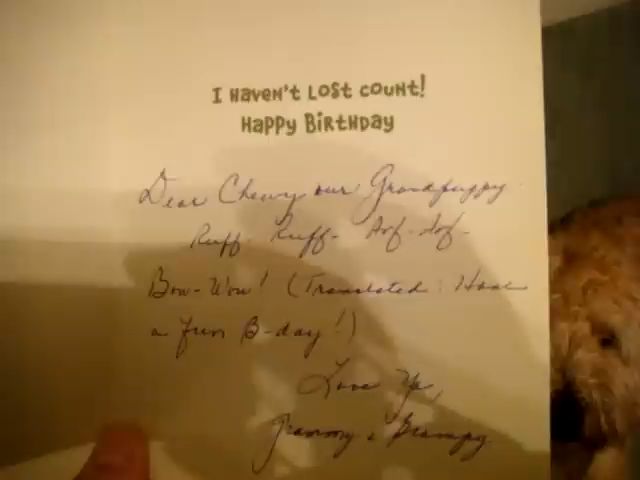 I Haven't Lost count!
Happy Birthday
Dear Chewy our Grandpuppy
Ruff- Ruff- Arf-Arf-
Bow-Wow! (Translated: Have
a fun B-day!)
Love Ya,
Grammy & Grampy